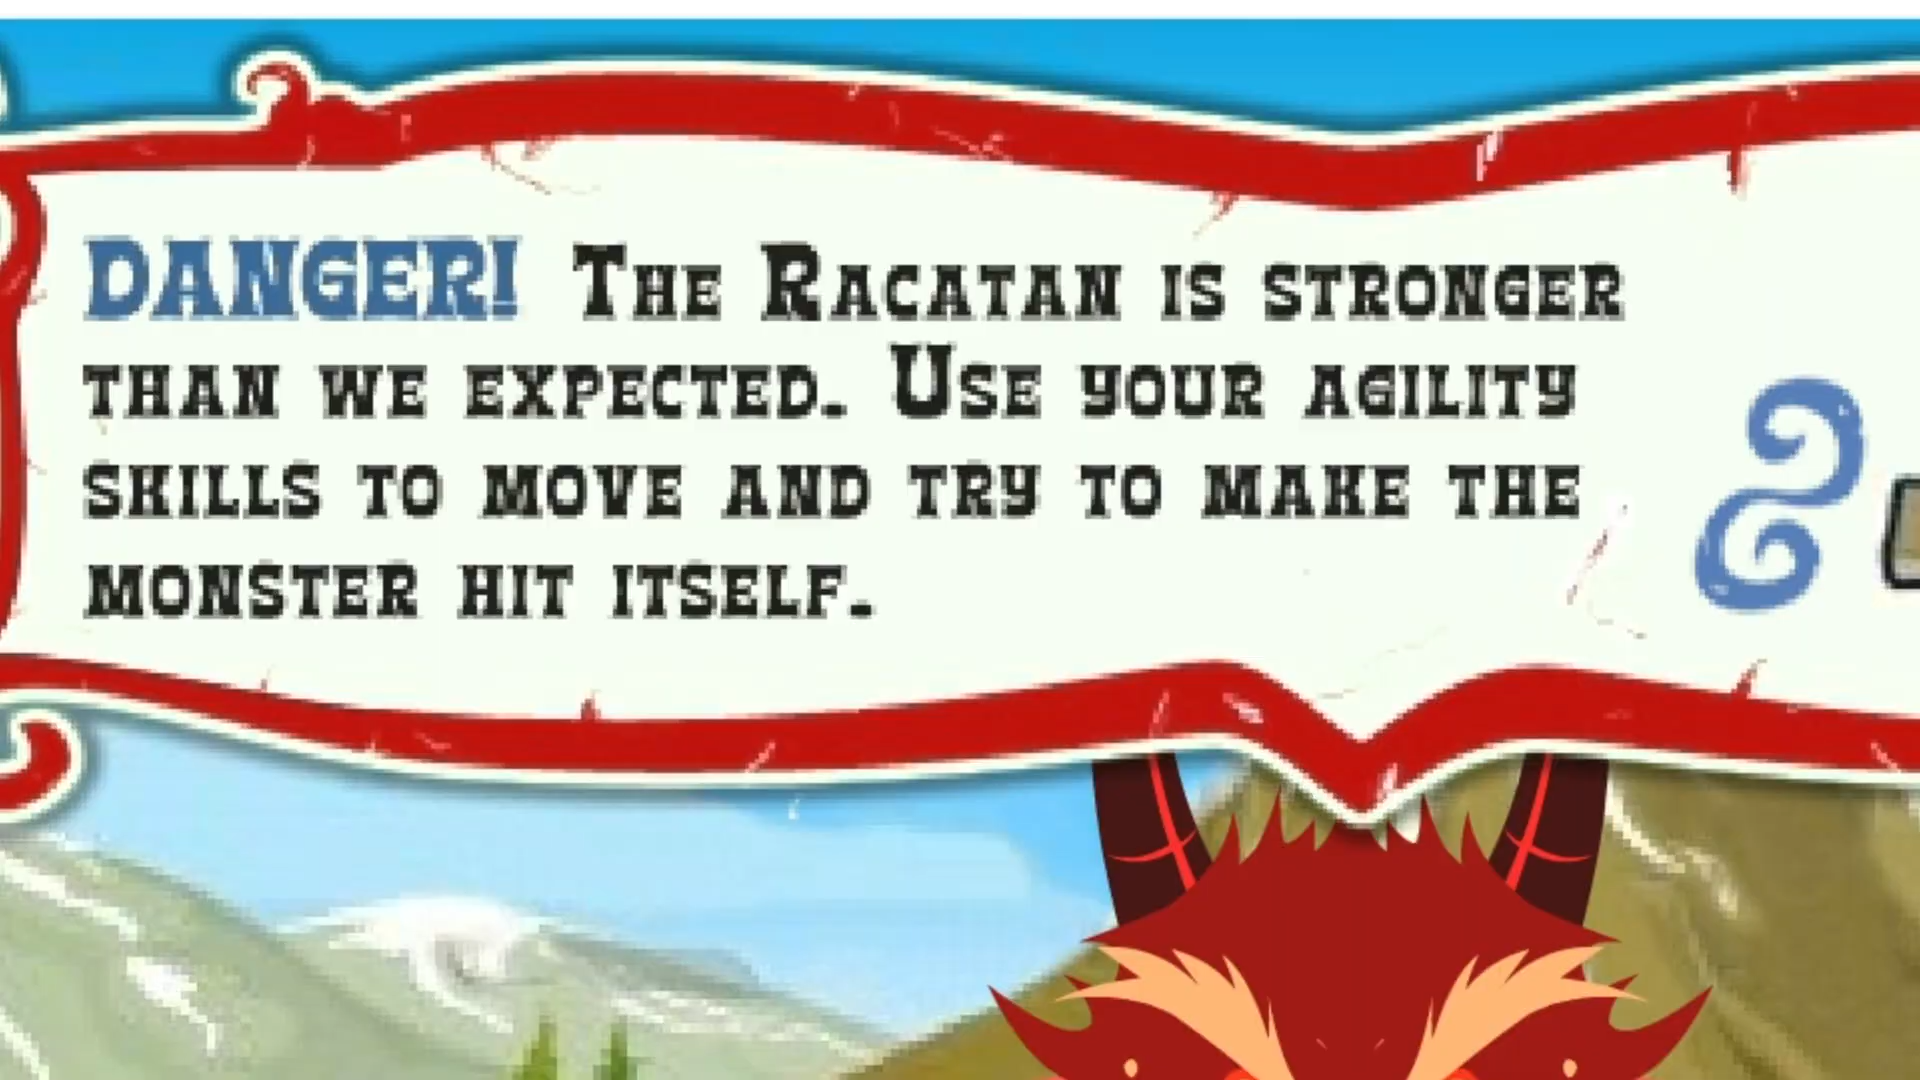 DANGER! The Racatan is stronger
than we expected. Use your agility
skills to move and try to make the
monster hit itself.